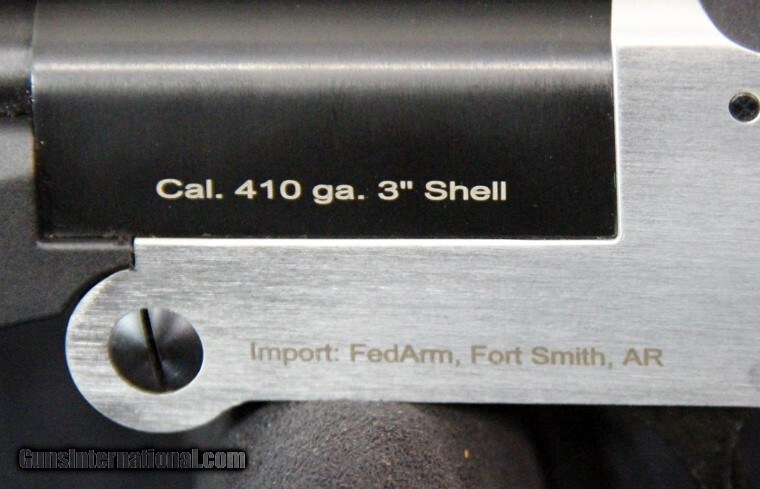 Cal. 410 ga. 3" Shell
Import: FedArm, Fort Smith, AR
GunsInternational.com